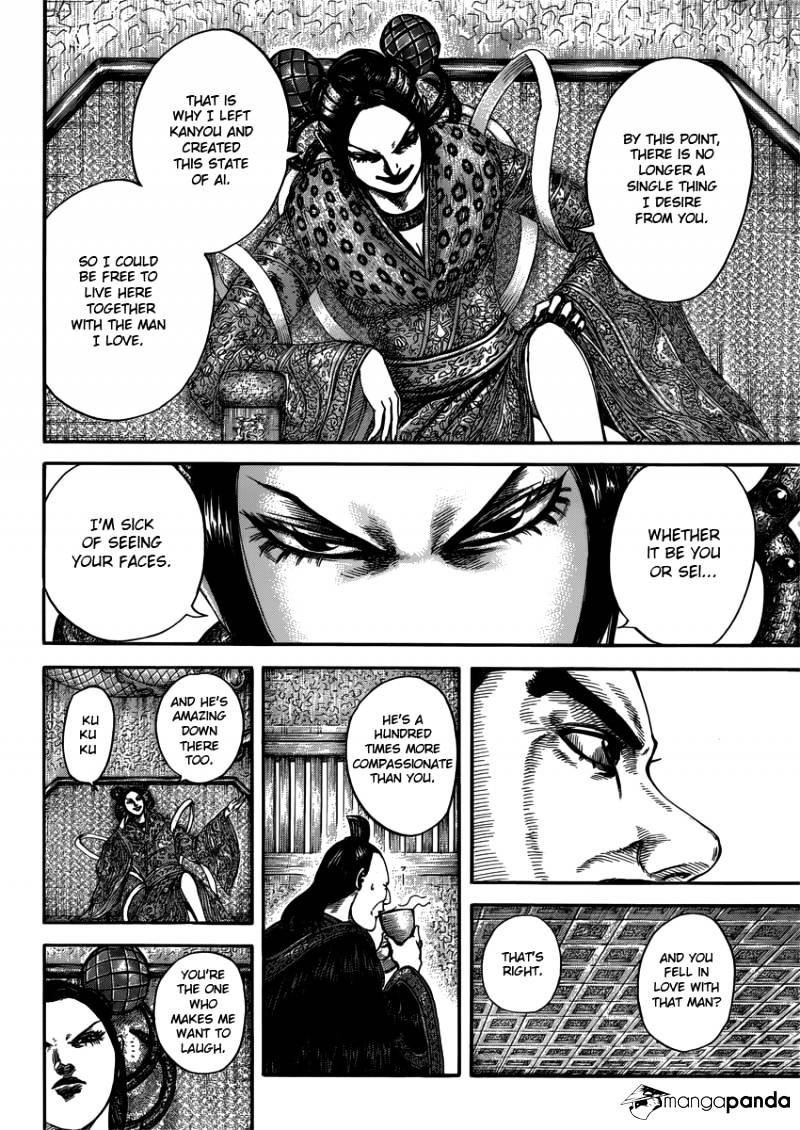 BY THIS POINT,
THERE IS NO
LONGER A
SINGLE THING
I DESIRE
FROM YOU.
THAT IS
WHY I LEFT
KANYOU AND
CREATED
THIS STATE
OF AI.
SO I COULD
BE FREE TO
LIVE HERE
TOGETHER
WITH THE MAN
I LOVE.
WHETHER
IT BE YOU
OR SEI...
I'M SICK
OF SEEING
YOUR FACES.
AND YOU
FELL IN
LOVE WITH
THAT MAN?
THAT'S
RIGHT.
HE'S A
HUNDRED
TIMES MORE
COMPASSIONATE
THAN YOU.
AND HE'S
AMAZING
DOWN
THERE
TOO.
KU
KU
KU
YOU'RE
THE ONE
WHO
MAKES ME
WANT TO
LAUGH.
mangapanda